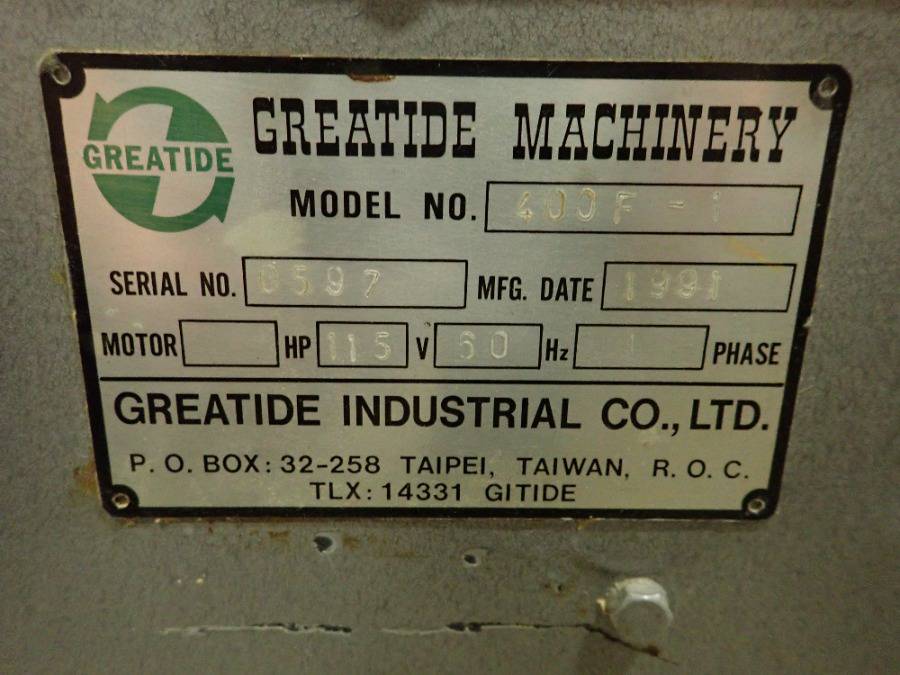 GREATIDE
GREATIDE MACHINERY
MODEL NO. 400F-1
SERIAL NO. 0597 MFG. DATE 1991
MOTOR HP 115 V 60 Hz 1 PHASE
GREATIDE INDUSTRIAL CO., LTD.
P. O. BOX: 32-258 TAIPEI, TAIWAN, R. O. C.
TLX: 14331 GITIDE